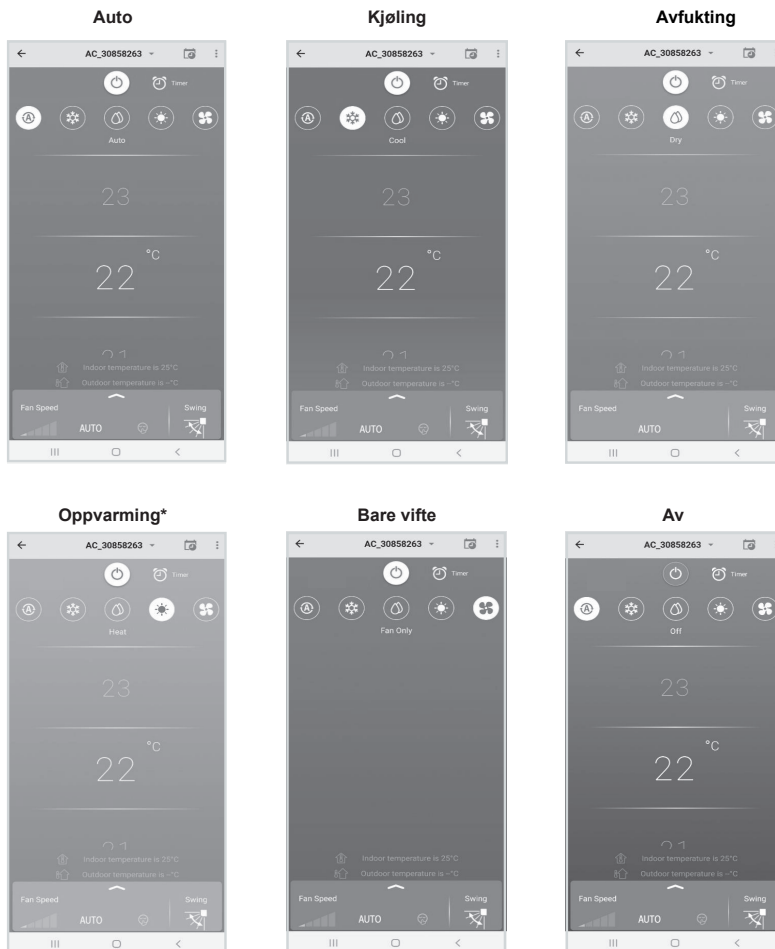 Auto
AC_30858263
Timer
Auto
23
22 °C
Indoor temperature is 25°C
Outdoor temperature is --°C
Fan Speed Swing
AUTO
Kjøling
AC_30858263
Timer
Cool
23
22 °C
Indoor temperature is 25°C
Outdoor temperature is --°C
Fan Speed Swing
AUTO
Avfukting
AC_30858263
Timer
Dry
23
22 °C
Indoor temperature is 25°C
Outdoor temperature is --°C
Fan Speed Swing
AUTO
Oppvarming*
AC_30858263
Timer
Heat
23
22 °C
Indoor temperature is 25°C
Outdoor temperature is --°C
Fan Speed Swing
AUTO
Bare vifte
AC_30858263
Timer
Fan Only
Indoor temperature is 25°C
Outdoor temperature is --°C
Fan Speed Swing
AUTO
Av
AC_30858263
Timer
Off
23
22 °C
Indoor temperature is 25°C
Outdoor temperature is --°C
Fan Speed Swing
AUTO